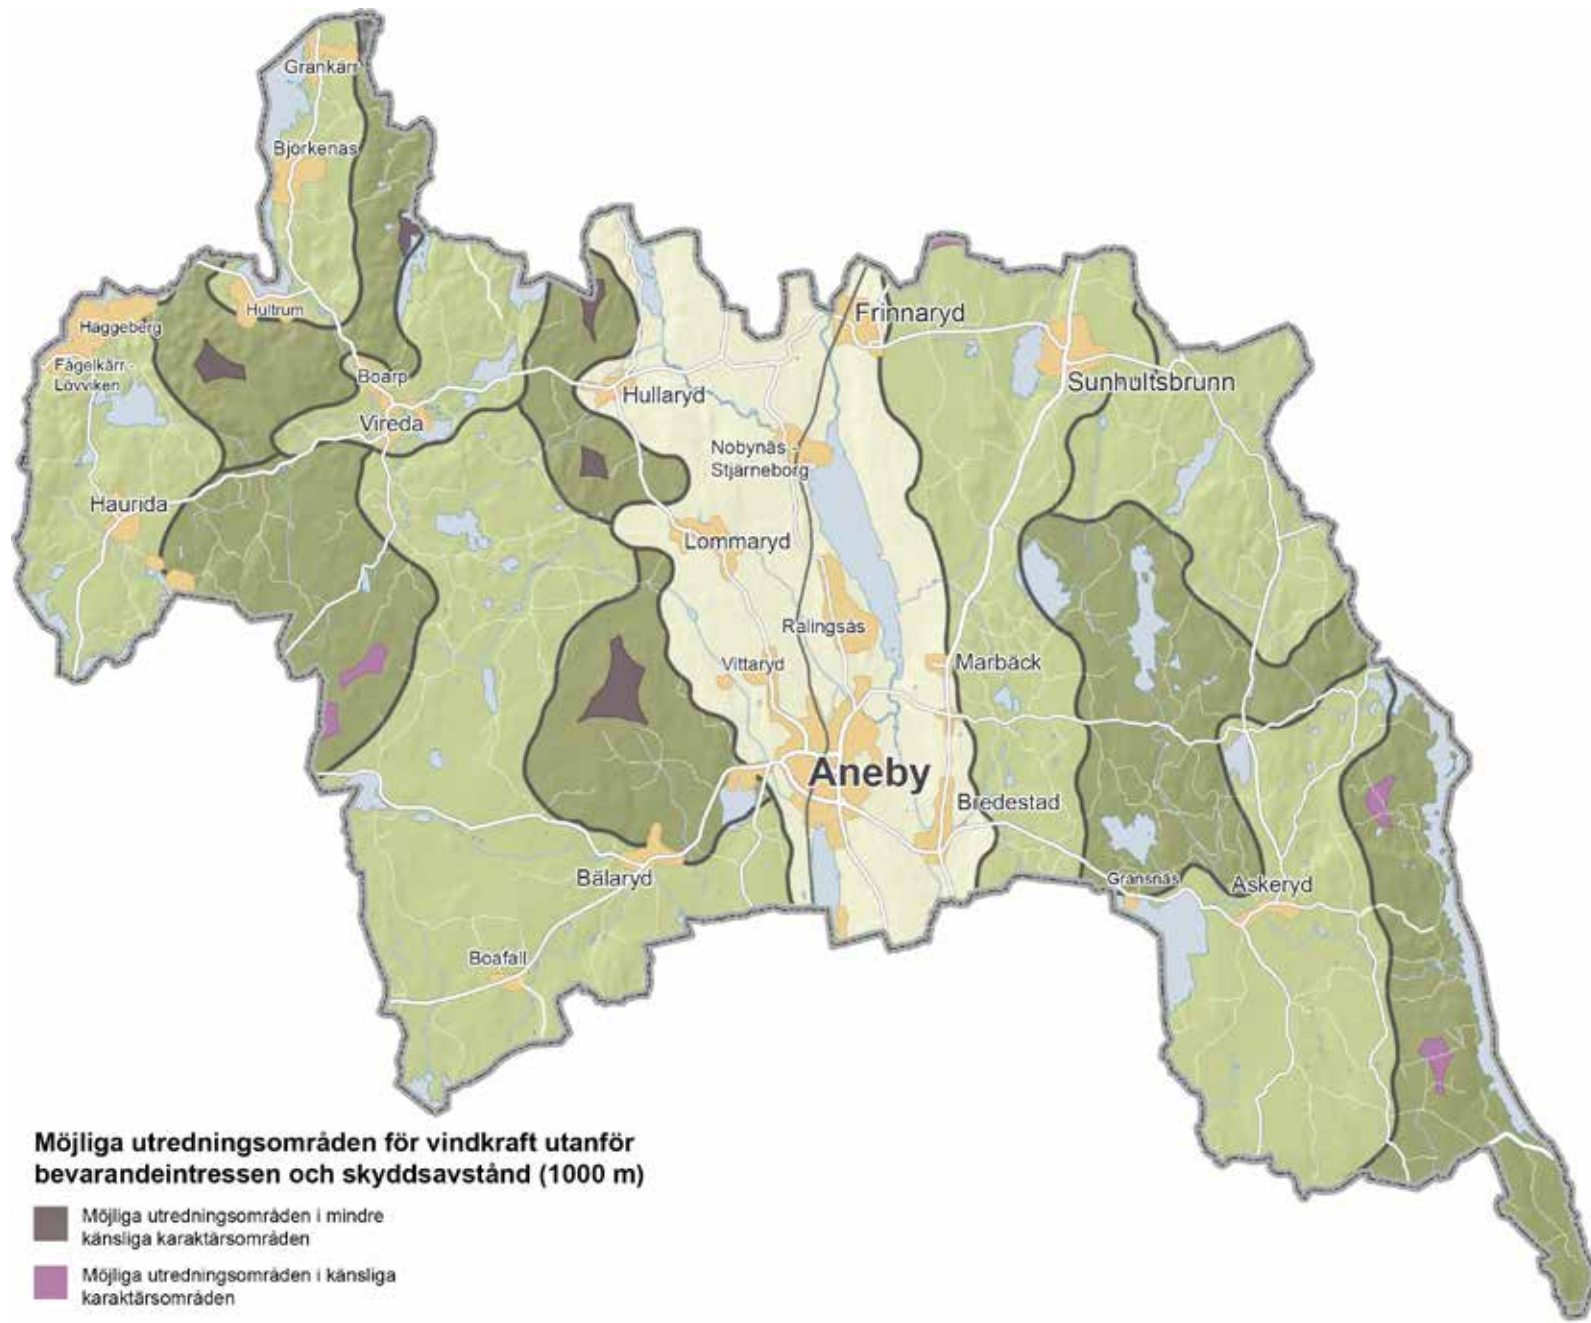 Grankärr
Björkenäs
Hultrum
Häggeberg
Fågelkärr -
Lövviken
Boarp
Vireda
Haurida
Hullaryd
Frinnaryd
Sunhultsbrunn
Nobynäs -
Stjärneborg
Lommaryd
Ralingsås
Vittaryd
Marbäck
Aneby
Bredestad
Bälaryd
Gransnäs
Askeryd
Boafall
Möjliga utredningsområden för vindkraft utanför
bevarandeintressen och skyddsavstånd (1000 m)
Möjliga utredningsområden i mindre
känsliga karaktärsområden
Möjliga utredningsområden i känsliga
karaktärsområden